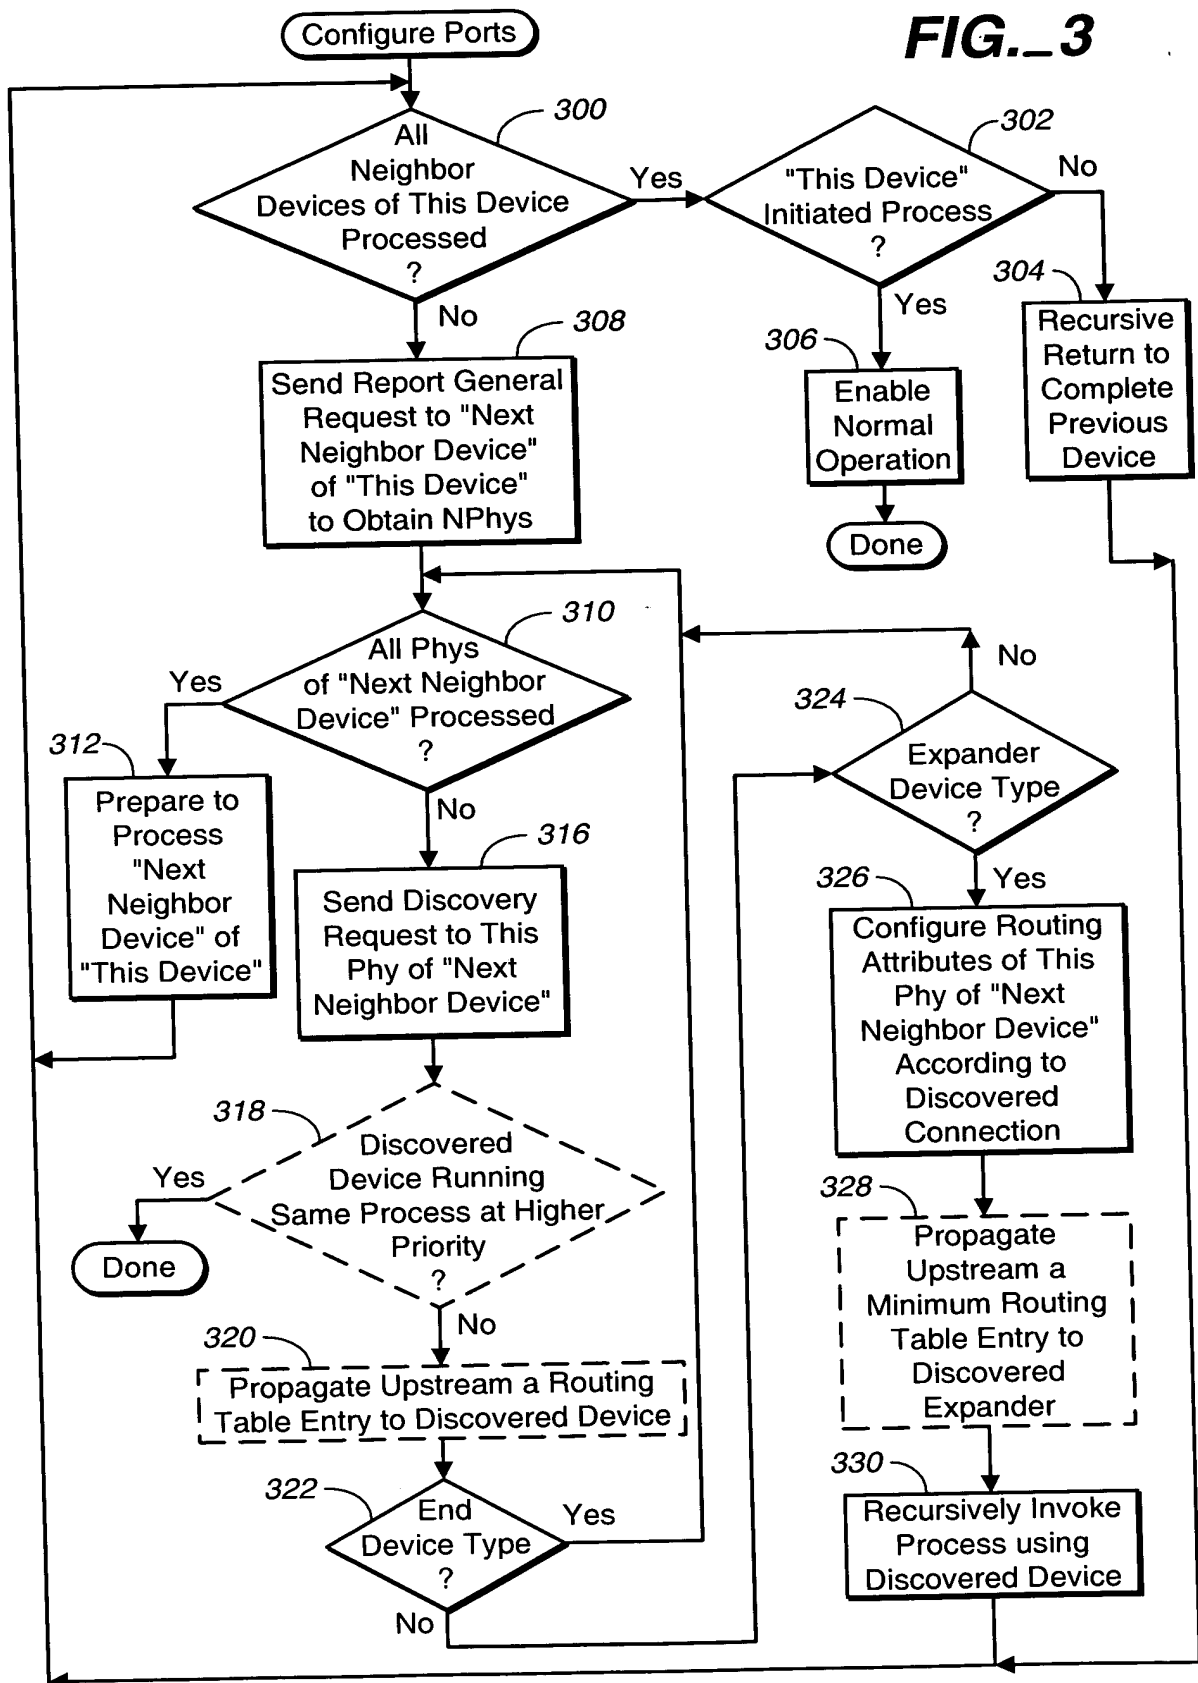 Configure Ports
FIG._3
300
All
Neighbor
Devices of This Device
Processed
?
Yes
No
302
"This Device"
Initiated Process
?
No
Yes
304
Recursive
Return to
Complete
Previous
Device
306
Enable
Normal
Operation
Done
308
Send Report General
Request to "Next
Neighbor Device"
of "This Device"
to Obtain NPhys
310
All Phys
of "Next Neighbor
Device" Processed
?
Yes
No
312
Prepare to
Process
"Next
Neighbor
Device" of
"This Device"
316
Send Discovery
Request to This
Phy of "Next
Neighbor Device"
318
Discovered
Device Running
Same Process at Higher
Priority
?
Yes
Done
No
320
Propagate Upstream a Routing
Table Entry to Discovered Device
322
End
Device Type
?
Yes
No
324
Expander
Device Type
?
No
Yes
326
Configure Routing
Attributes of This
Phy of "Next
Neighbor Device"
According to
Discovered
Connection
328
Propagate
Upstream a
Minimum Routing
Table Entry to
Discovered
Expander
330
Recursively Invoke
Process using
Discovered Device